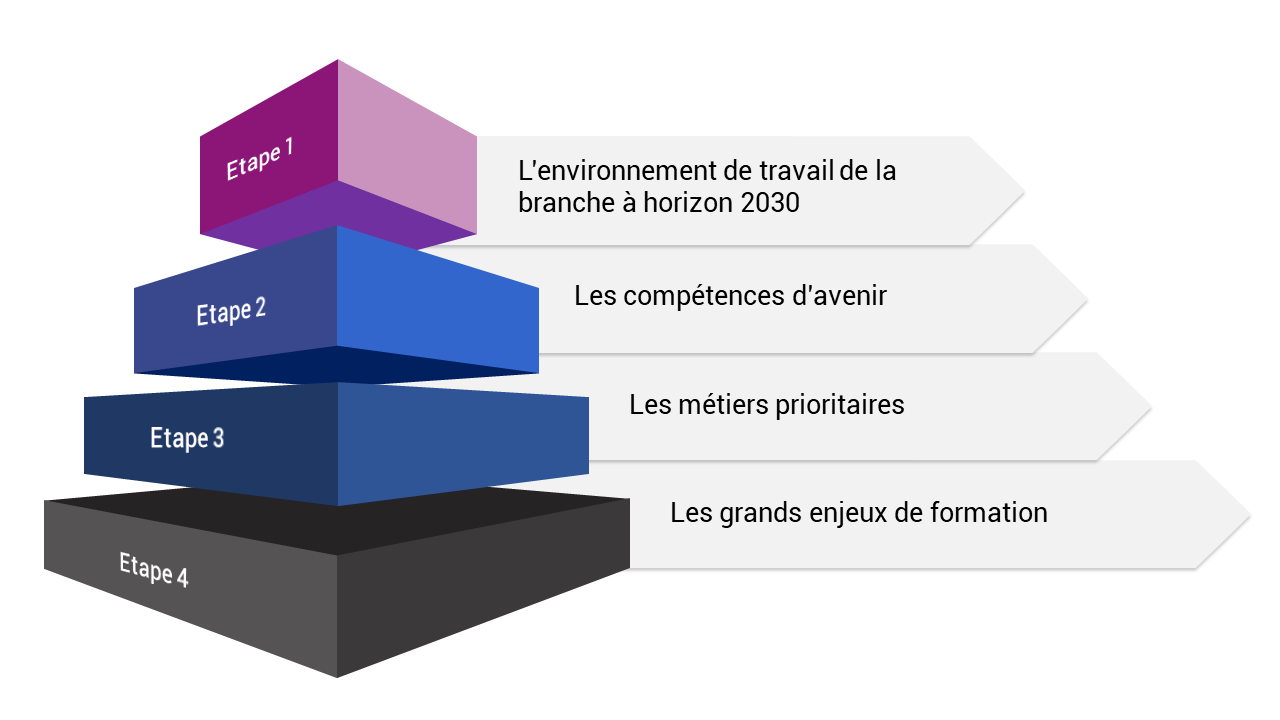 Etape 1
L'environnement de travail de la
branche à horizon 2030
Etape 2
Les compétences d'avenir
Etape 3
Les métiers prioritaires
Etape 4
Les grands enjeux de formation